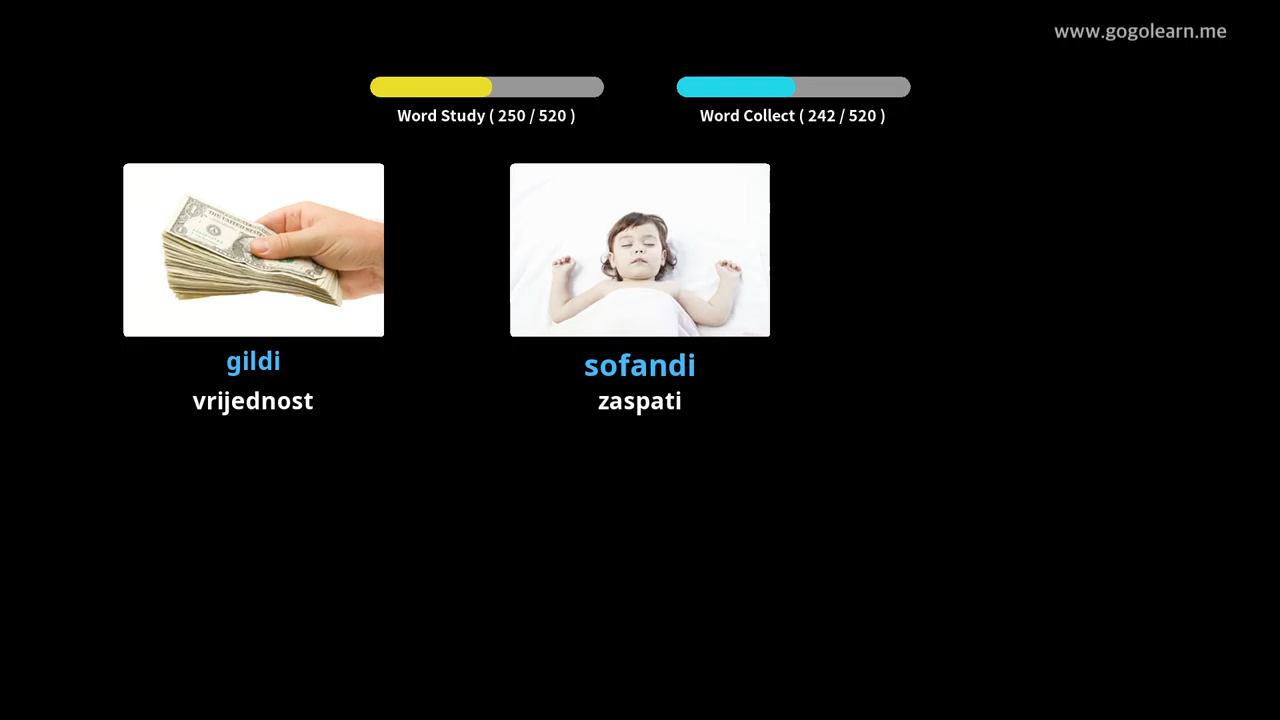 www.gogolearn.me
Word Study ( 250 / 520 )
Word Collect ( 242 / 520 )
gildi
vrijednost
sofandi
zaspati